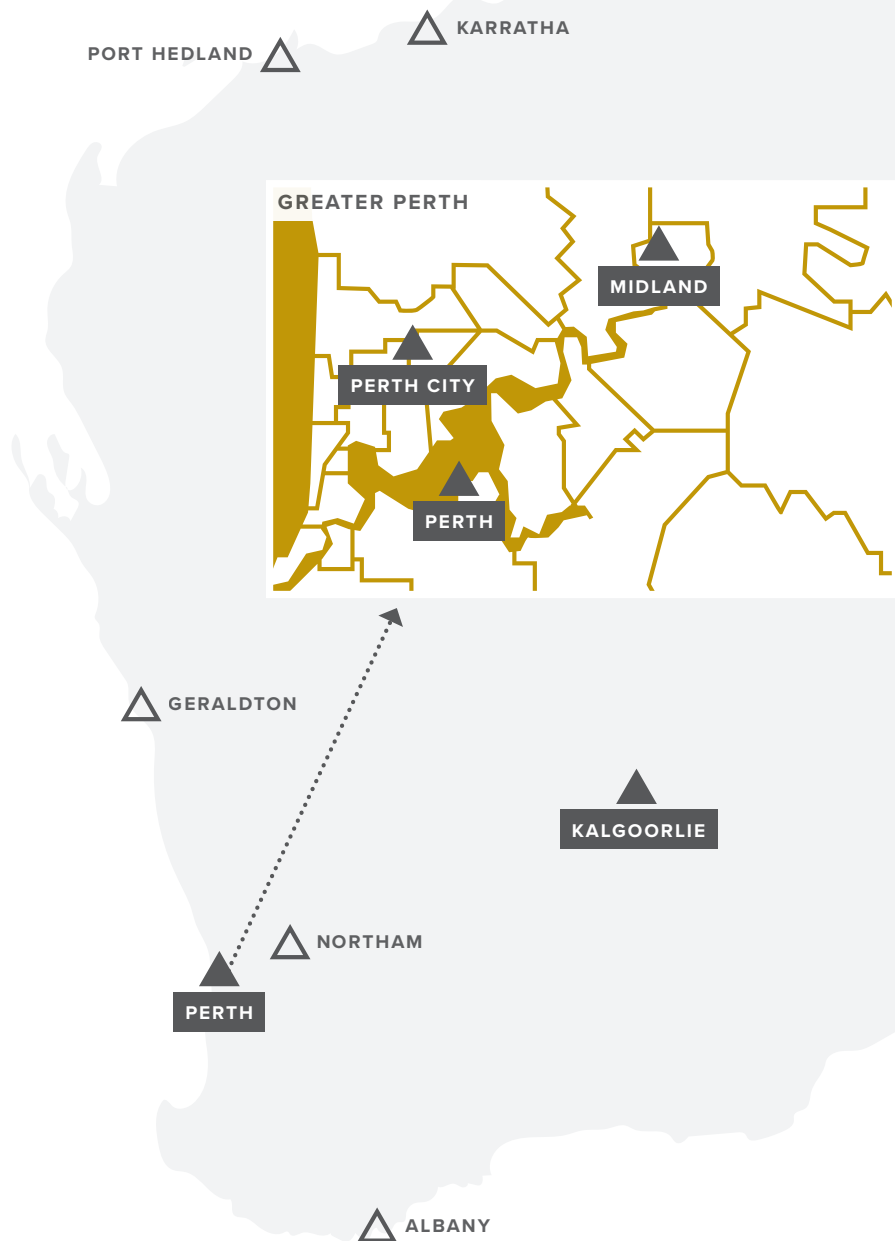 KARRATHA
PORT HEDLAND
GREATER PERTH
MIDLAND
PERTH CITY
PERTH
GERALDTON
KALGOORLIE
NORTHAM
PERTH
ALBANY